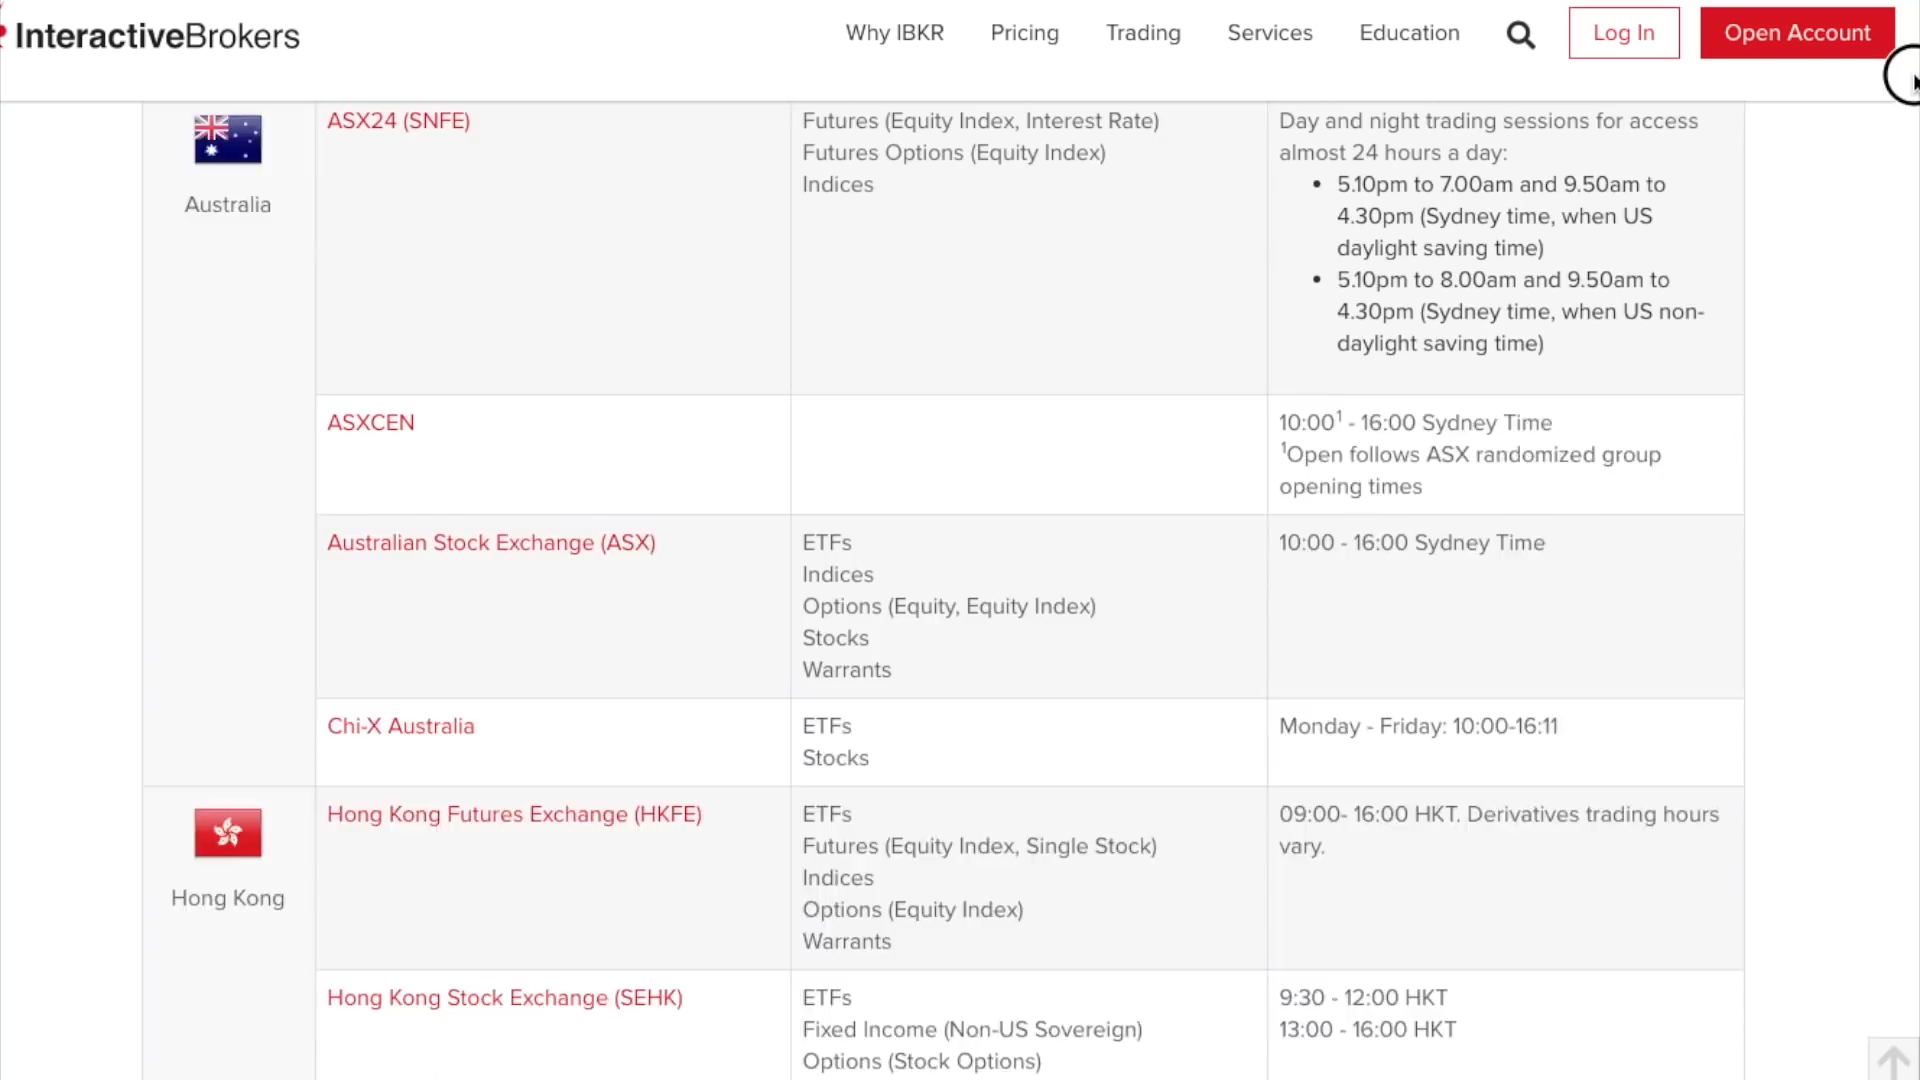 InteractiveBrokers
Why IBKR
Pricing
Trading
Services
Education
Log In
Open Account
Australia
ASX24 (SNFE)
Futures (Equity Index, Interest Rate)
Futures Options (Equity Index)
Indices
Day and night trading sessions for access
almost 24 hours a day:
• 5.10pm to 7.00am and 9.50am to
4.30pm (Sydney time, when US
daylight saving time)
• 5.10pm to 8.00am and 9.50am to
4.30pm (Sydney time, when US non-
daylight saving time)
ASXCEN
10:00¹ - 16:00 Sydney Time
¹Open follows ASX randomized group
opening times
Australian Stock Exchange (ASX)
ETFs
Indices
Options (Equity, Equity Index)
Stocks
Warrants
10:00 - 16:00 Sydney Time
Chi-X Australia
ETFs
Stocks
Monday - Friday: 10:00-16:11
Hong Kong
Hong Kong Futures Exchange (HKFE)
ETFs
Futures (Equity Index, Single Stock)
Indices
Options (Equity Index)
Warrants
09:00- 16:00 HKT. Derivatives trading hours
vary.
Hong Kong Stock Exchange (SEHK)
ETFs
Fixed Income (Non-US Sovereign)
Options (Stock Options)
9:30 - 12:00 HKT
13:00 - 16:00 HKT